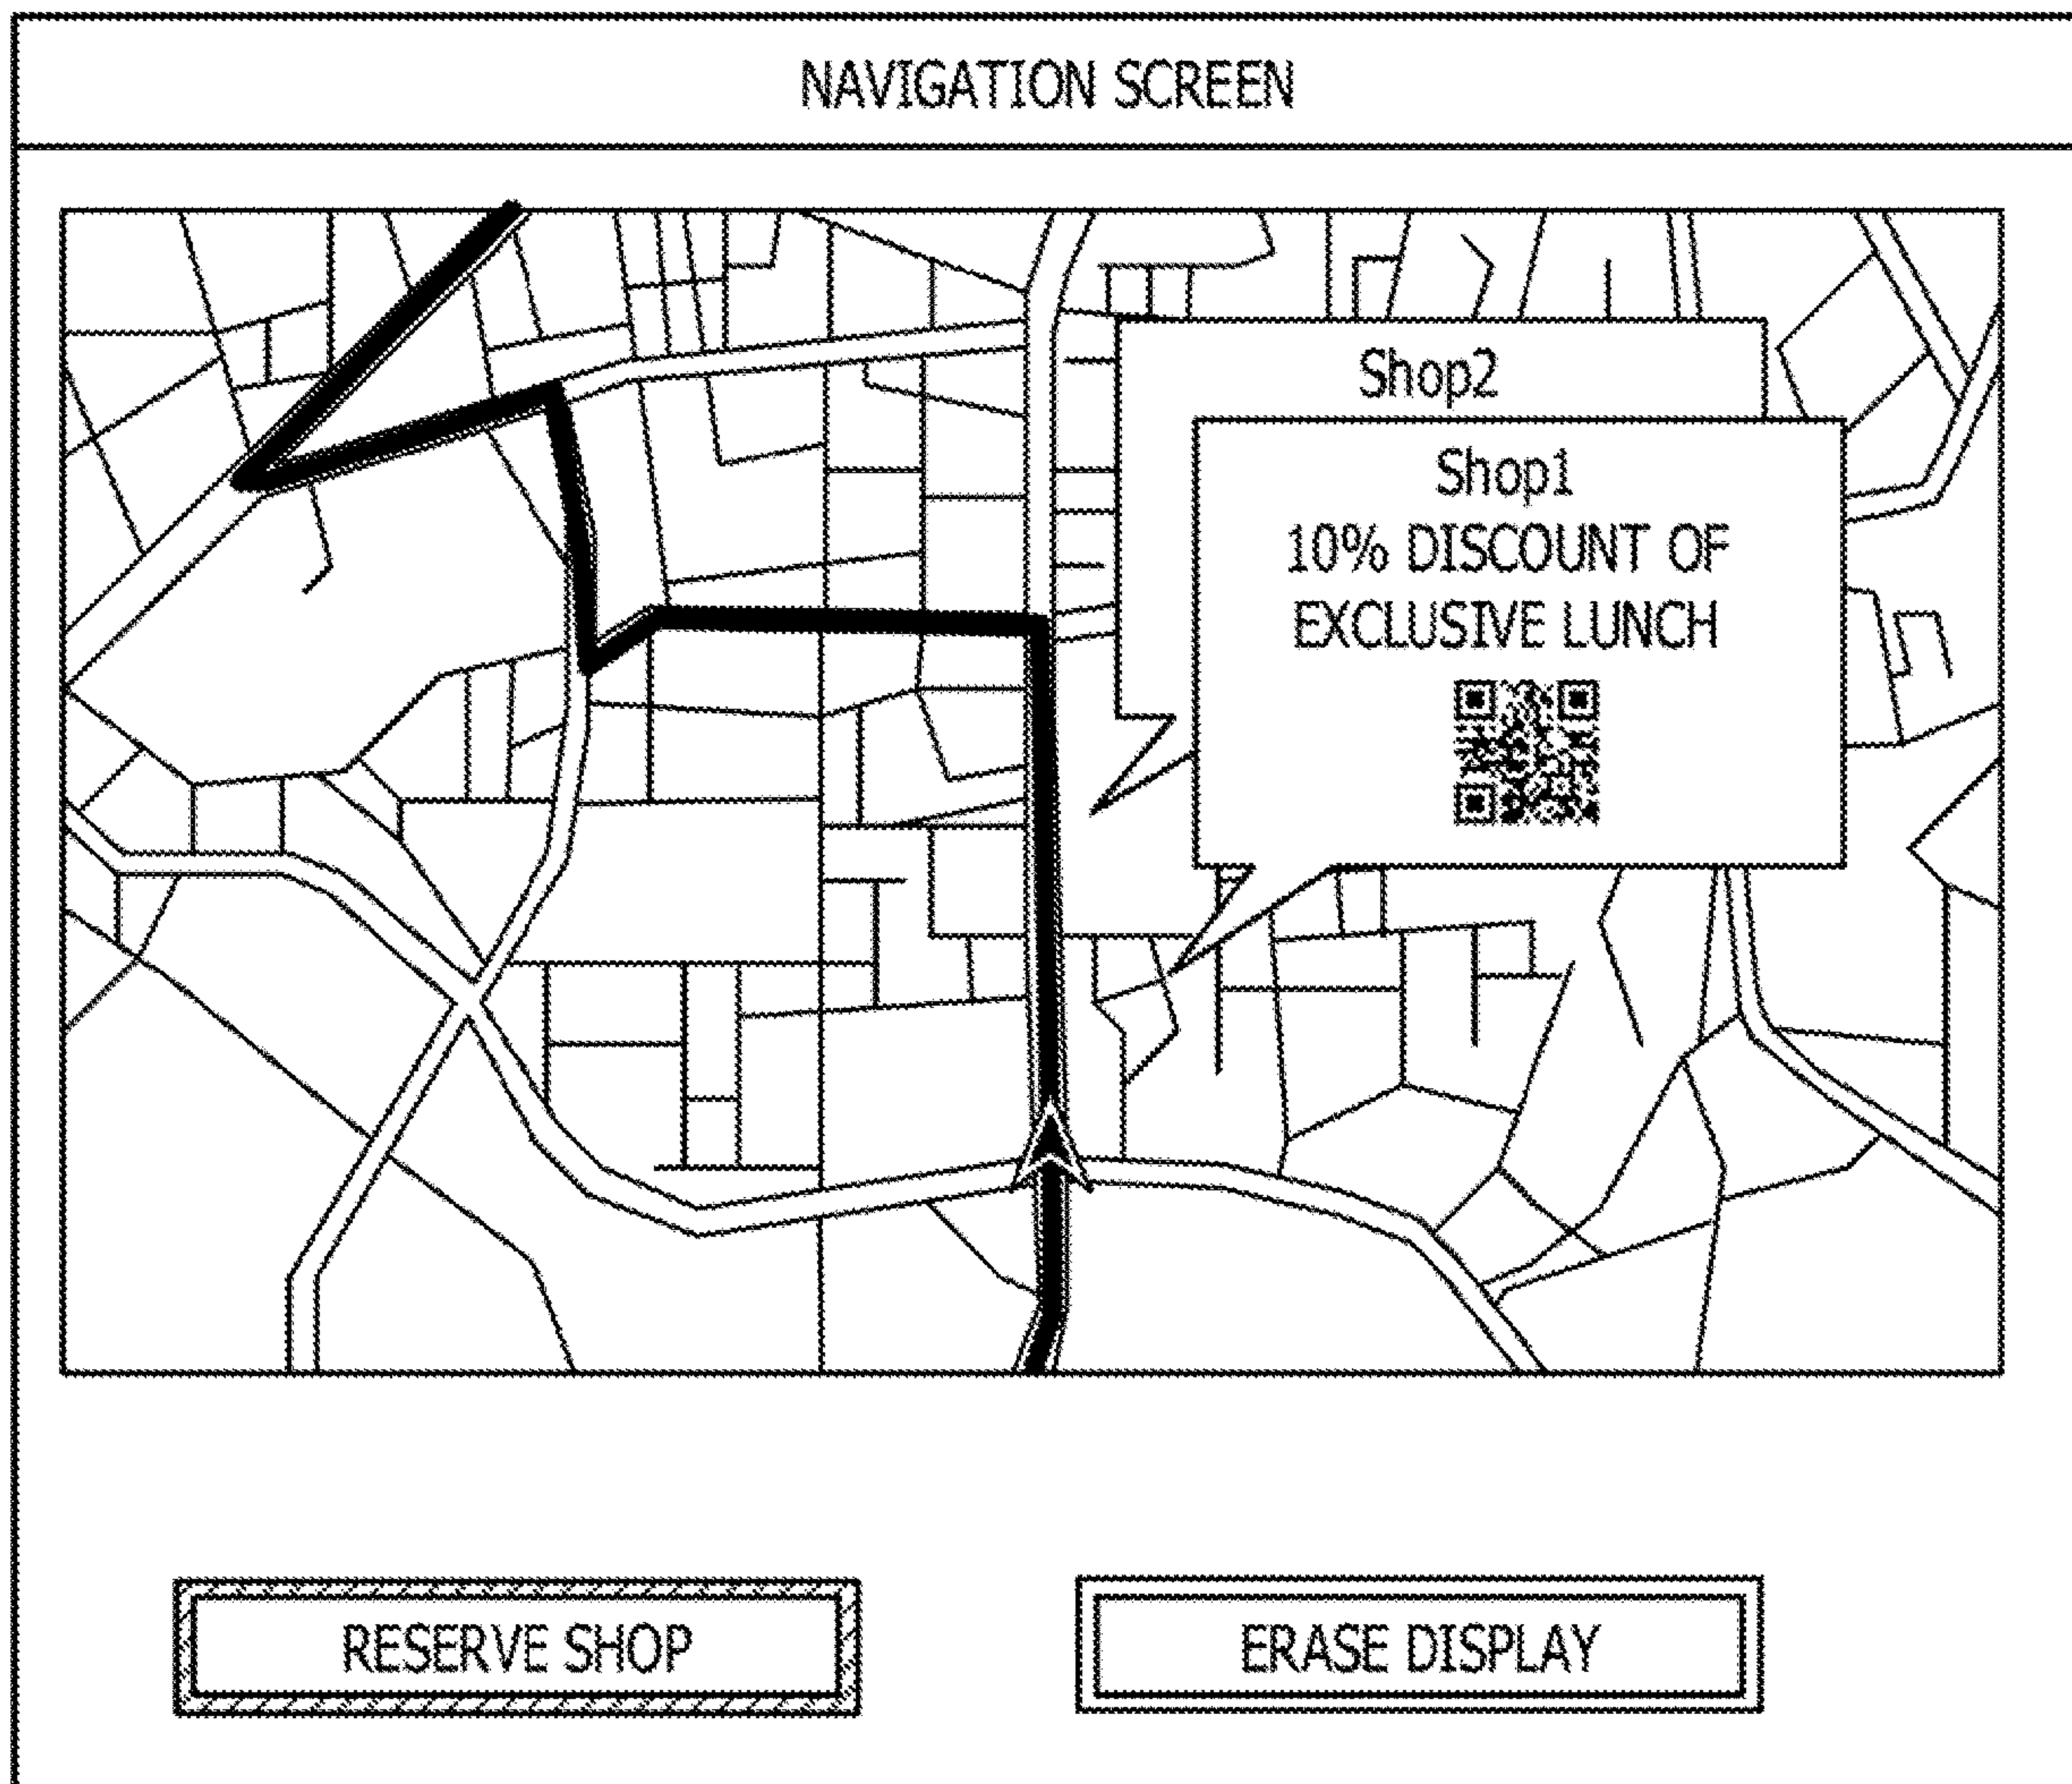 NAVIGATION SCREEN
Shop2
Shop1
10% DISCOUNT OF
EXCLUSIVE LUNCH
RESERVE SHOP
ERASE DISPLAY